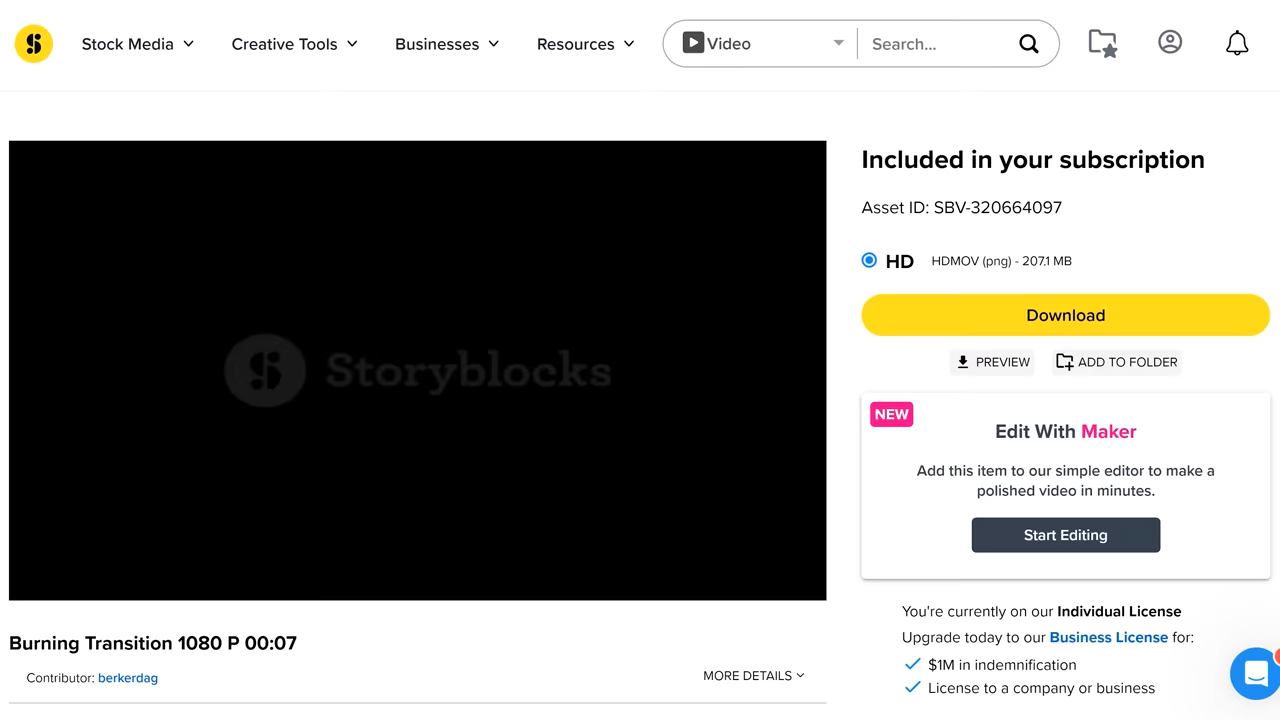 Stock Media
Creative Tools
Businesses
Resources
Video
Search...
Included in your subscription
Asset ID: SBV-320664097
HD HDMOV (png) - 207.1 MB
Download
PREVIEW
ADD TO FOLDER
NEW
Edit With Maker
Add this item to our simple editor to make a
polished video in minutes.
Start Editing
Storyblocks
Burning Transition 1080 P 00:07
Contributor: berkerdag
MORE DETAILS
You're currently on our Individual License
Upgrade today to our Business License for:
$1M in indemnification
License to a company or business